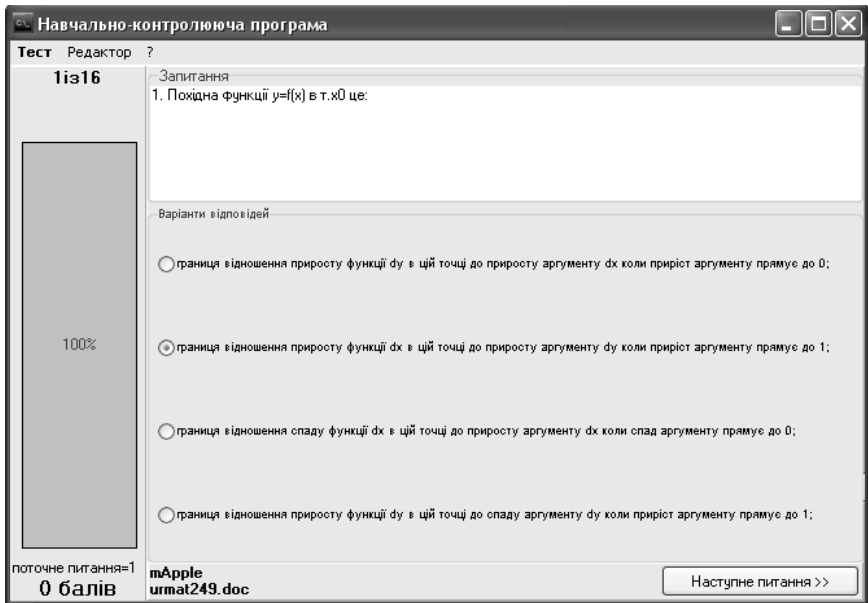 Навчально-контролююча програма
Тест Редактор ?
1із16
Запитання
1. Похідна функції y=f(x) в т.x0 це:
Варіанти відповідей
границя відношення приросту функції dy в цій точці до приросту аргументу dx коли приріст аргументу прямує до 0;
100%
границя відношення приросту функції dx в цій точці до приросту аргументу dy коли приріст аргументу прямує до 1;
границя відношення спаду функції dx в цій точці до приросту аргументу dx коли спад аргументу прямує до 0;
границя відношення приросту функції dy в цій точці до спаду аргументу dy коли приріст аргументу прямує до 1;
поточне питання=1
0 балів
mApple
urmat249.doc
Наступне питання >>